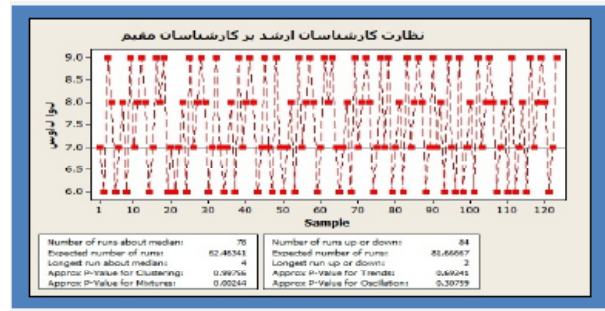 نظارت کارشناسان ارشد بر کارشناسان مقیم
سوال اول
9.0
8.5
8.0
7.5
7.0
6.5
6.0
1 10 20 30 40 50 60 70 80 90 100 110 120
Sample
Number of runs about median: 78
Expected number of runs: 62.46341
Longest run about median: 4
Approx P-Value for Clustering: 0.99756
Approx P-Value for Mixtures: 0.00244
Number of runs up or down: 84
Expected number of runs: 81.66667
Longest run up or down: 2
Approx P-Value for Trends: 0.69241
Approx P-Value for Oscillation: 0.30759